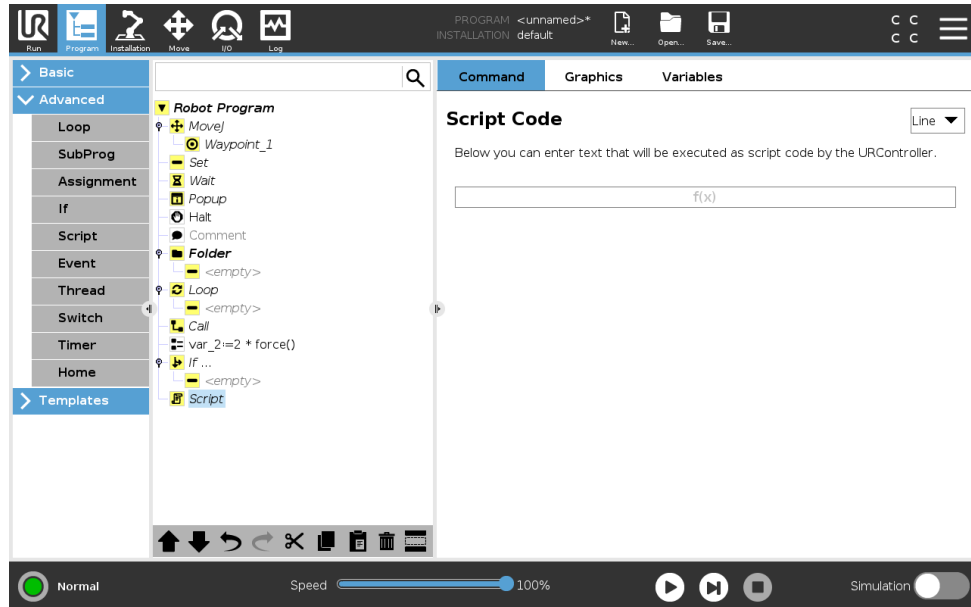 PROGRAM <unnamed>*
INSTALLATION default
Run
Program
Installation
Move
I/O
Log
New...
Open...
Save...
C C
C C
Basic
Advanced
Loop
SubProg
Assignment
If
Script
Event
Thread
Switch
Timer
Home
Templates
Robot Program
MoveJ
Waypoint_1
Set
Wait
Popup
Halt
Comment
Folder
<empty>
Loop
<empty>
Call
var_2:=2 * force()
If ...
<empty>
Script
Command
Graphics
Variables
Script Code
Line
Below you can enter text that will be executed as script code by the URController.
f(x)
Normal
Speed
100%
Simulation